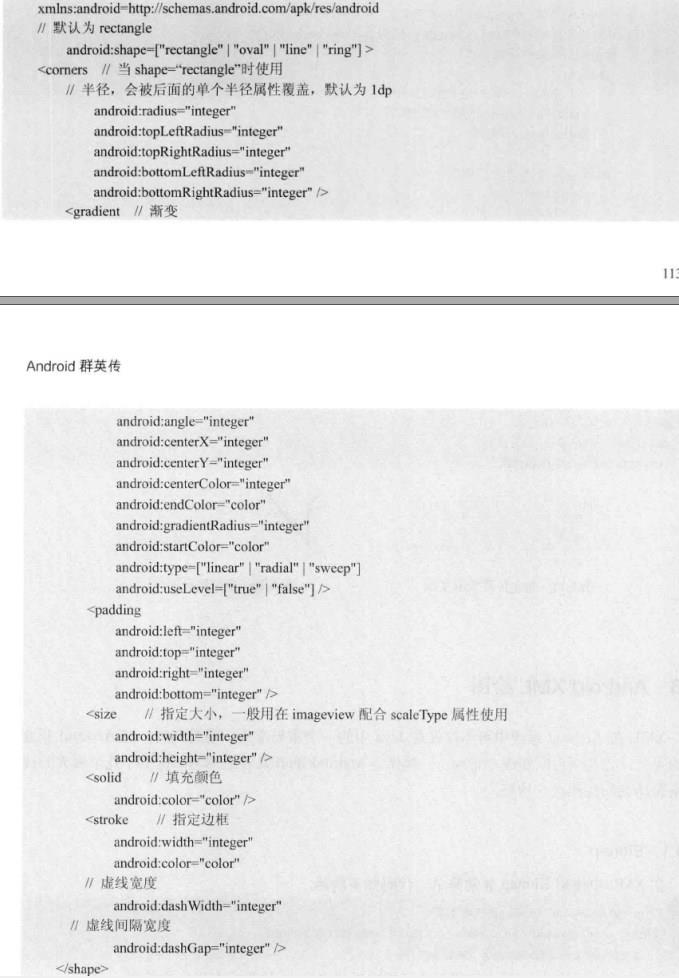 xmlns:android=http://schemas.android.com/apk/res/android
// 默认为 rectangle
android:shape=["rectangle" | "oval" | "line" | "ring"] >
<corners // 当 shape=“rectangle”时使用
// 半径，会被后面的单个半径属性覆盖，默认为 1dp
android:radius="integer"
android:topLeftRadius="integer"
android:topRightRadius="integer"
android:bottomLeftRadius="integer"
android:bottomRightRadius="integer" />
<gradient // 渐变
113
Android 群英传
android:angle="integer"
android:centerX="integer"
android:centerY="integer"
android:centerColor="integer"
android:endColor="color"
android:gradientRadius="integer"
android:startColor="color"
android:type=["linear" | "radial" | "sweep"]
android:useLevel=["true" | "false"] />
<padding
android:left="integer"
android:top="integer"
android:right="integer"
android:bottom="integer" />
<size // 指定大小，一般用在 imageview 配合 scaleType 属性使用
android:width="integer"
android:height="integer" />
<solid // 填充颜色
android:color="color" />
<stroke // 指定边框
android:width="integer"
android:color="color"
// 虚线宽度
android:dashWidth="integer"
// 虚线间隔宽度
android:dashGap="integer" />
</shape>